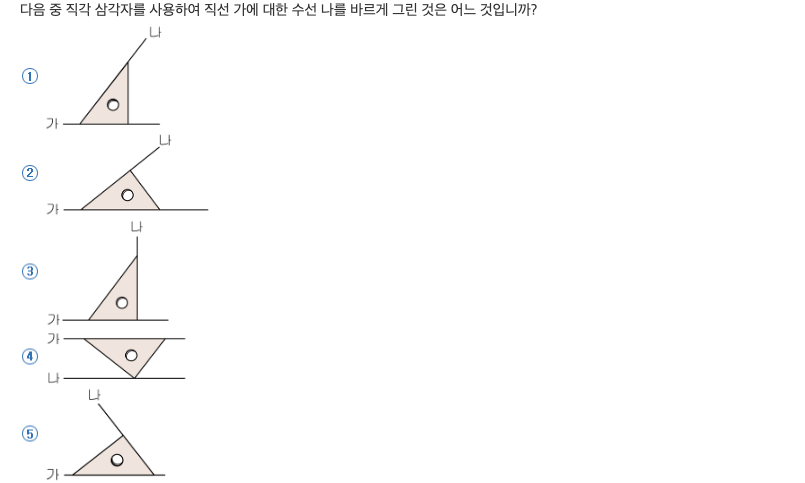 다음 중 직각 삼각자를 사용하여 직선 가에 대한 수선 나를 바르게 그린 것은 어느 것입니까?
나
①
가
나
②
가
나
③
가
가
④
나
나
⑤
가